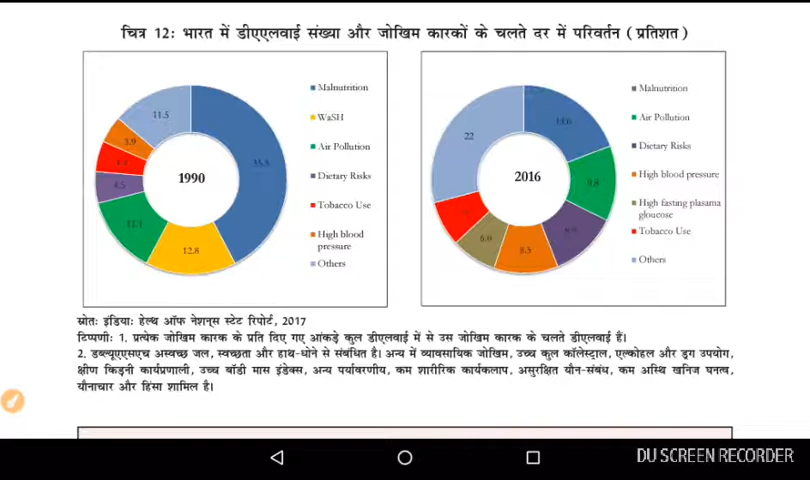 चित्र 12: भारत में डीएएलवाई संख्या और जोखिम कारकों के चलते दर में परिवर्तन (प्रतिशत)
11.5
3.9
4.5
12.8
1990
Malnutrition
WaSH
Air Pollution
Dietary Risks
Tobacco Use
High blood
pressure
Others
22
9.8
8.5
6.0
2016
Malnutrition
Air Pollution
Dietary Risks
High blood pressure
High fasting plasama
gloucose
Tobacco Use
Others
स्रोत: इंडिया: हेल्थ ऑफ नेशन्स स्टेट रिपोर्ट, 2017
टिप्पणी: 1. प्रत्येक जोखिम कारक के प्रति दिए गए आंकड़े कुल डीएलवाई में से उस जोखिम कारक के चलते डीएलवाई हैं।
2. डब्ल्यूएएसएच अस्वच्छ जल, स्वच्छता और हाथ-धोने से संबंधित है। अन्य में व्यावसायिक जोखिम, उच्च कुल कॉलेस्ट्राल, एल्कोहल और ड्रग उपयोग,
क्षीण किडनी कार्यप्रणाली, उच्च बॉडी मास इंडेक्स, अन्य पर्यावरणीय, कम शारीरिक कार्यकलाप, असुरक्षित यौन-संबंध, कम अस्थि खनिज घनत्व,
यौनाचार और हिंसा शामिल है।
DU SCREEN RECORDER